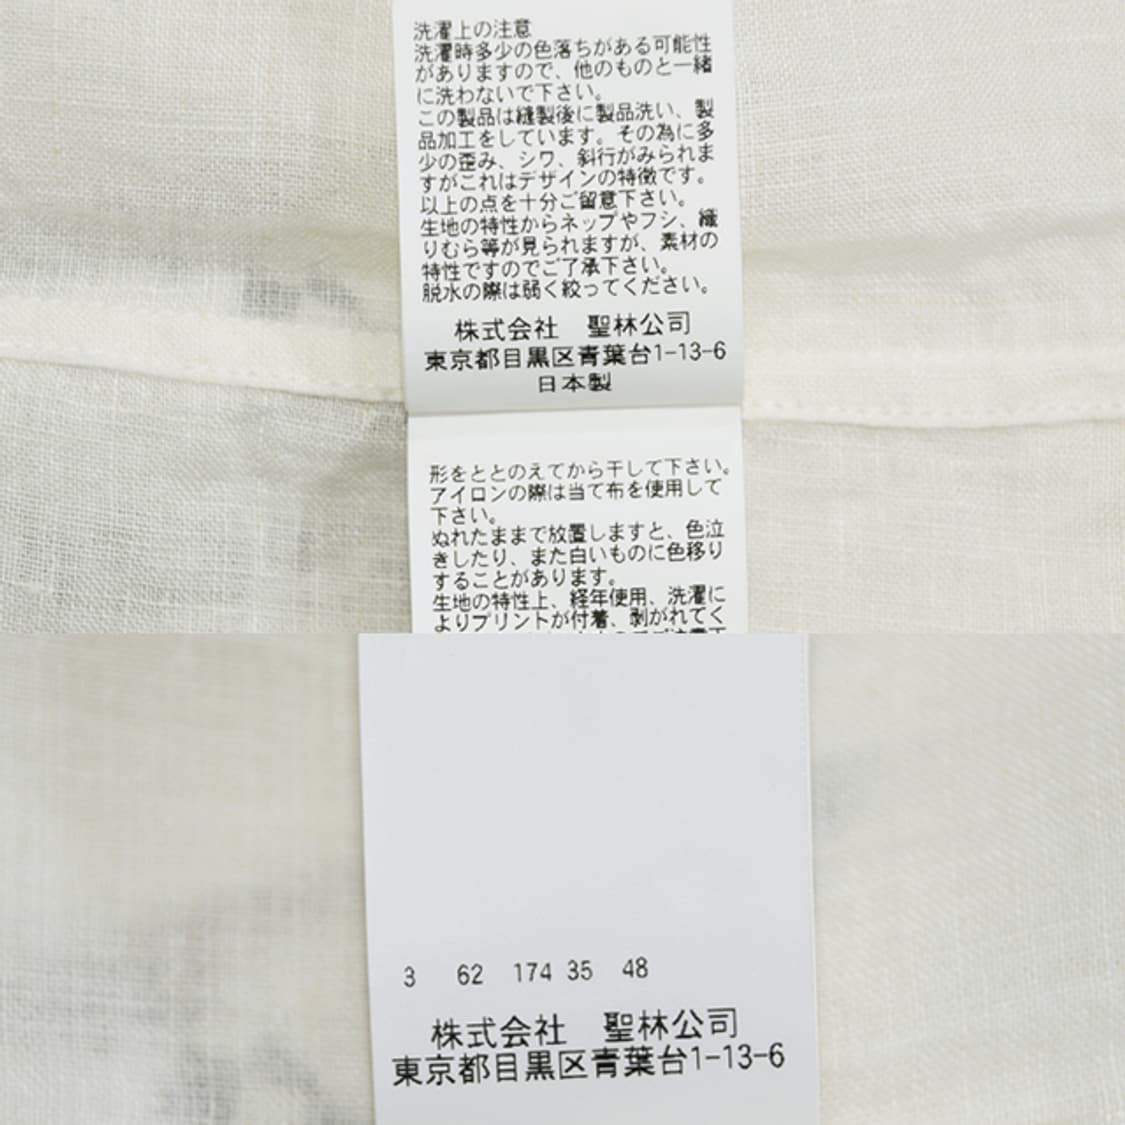 洗濯上の注意
洗濯時多少の色落ちがある可能性
がありますので、他のものと一緒
に洗わないで下さい。
この製品は縫製後に製品洗い、製
品加工をしています。その為に多
少の歪み、シワ、斜行がみられま
すがこれはデザインの特徴です。
以上の点を十分ご留意下さい。
生地の特性からネップやフシ、織
りむら等が見られますが、素材の
特性ですのでご了承下さい。
脱水の際は弱く絞ってください。
株式会社　聖林公司
東京都目黒区青葉台1-13-6
日本製
形をととのえてから干して下さい。
アイロンの際は当て布を使用して
下さい。
ぬれたままで放置しますと、色泣
きしたり、また白いものに色移り
することがあります。
生地の特性上、経年使用、洗濯に
よりプリントが付着、剥がれてく
3 62 174 35 48
株式会社　聖林公司
東京都目黒区青葉台1-13-6